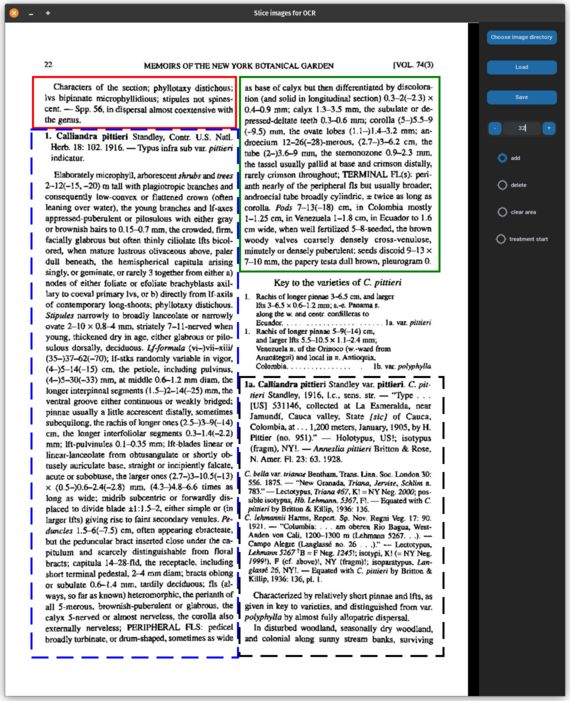 Slice images for OCR
22 MEMOIRS OF THE NEW YORK BOTANICAL GARDEN [VOL. 74(3)
Characters of the section; phyllotaxy distichous;
lvs bipinnate microphyllidious; stipules not spines-
cent. — Spp. 56, in dispersal almost coextensive with
the genus.
1. Calliandra pittieri Standley, Contr. U.S. Natl.
Herb. 18: 102. 1916. — Typus infra sub var. pittieri
indicatur.
Elaborately microphyll, arborescent shrubs and trees
2–12(–15, –20) m tall with plagiotropic branches and
consequently low-convex or flattened crown (often
leaning over water), the young branches and lf-axes
appressed-puberulent or pilosulous with either gray
or brownish hairs to 0.15–0.7 mm, the crowded, firm,
facially glabrous but often thinly ciliolate lfts bicol-
ored, when mature lustrous olivaceous above, paler
dull beneath, the hemispherical capitula arising
singly, or geminate, or rarely 3 together from either a)
nodes of either foliate or efoliate brachyblasts axil-
lary to coeval primary lvs, or b) directly from lf-axils
of contemporary long-shoots; phyllotaxy distichous.
Stipules narrowly to broadly lanceolate or narrowly
ovate 2–10 × 0.8–4 mm, striately 7–11-nerved when
young, thickened dry in age, either glabrous or pilo-
sulous dorsally, deciduous. Lf-formula (vi–)vii–xiii/
(35–)37–62(–70); lf-stks randomly variable in vigor,
(4–)5–14(–15) cm, the petiole, including pulvinus,
(4–)5–30(–33) mm, at middle 0.6–1.2 mm diam, the
longer interpinnal segments (1.5–)2–14(–25) mm, the
ventral groove either continuous or weakly bridged;
pinnae usually a little accrescent distally, sometimes
subequilong, the rachis of longer ones (2.5–)3–9(–14)
cm, the longer interfoliolar segments 0.3–1.4(–2.2)
mm; lft-pulvinules 0.1–0.35 mm; lft-blades linear or
linear-lanceolate from obtusangulate or shortly ob-
tusely auriculate base, straight or incipiently falcate,
acute or subobtuse, the larger ones (2.7–)3–10.5(–13)
× (0.5–)0.6–2.4(–2.8) mm, (4.3–)4.8–6.6 times as
long as wide; midrib subcentric or forwardly dis-
placed to divide blade ±1:1.5–2, either simple or (in
larger lfts) giving rise to faint secondary venules. Pe-
duncles 1.5–6(–7.5) cm, often appearing ebracteate,
but the peduncular bract inserted close under the ca-
pitulum and scarcely distinguishable from floral
bracts; capitula 14–28-fld, the receptacle, including
short terminal pedestal, 2–4 mm diam; bracts oblong
or subulate 0.6–1.4 mm, tardily deciduous; fls (al-
ways, so far as known) heteromorphic, the perianth of
all 5-merous, brownish-puberulent or glabrous, the
calyx 5-nerved or almost nerveless, the corolla also
externally nerveless; PERIPHERAL FLS: pedicel
broadly turbinate, or drum-shaped, sometimes as wide
as base of calyx but then differentiated by discolora-
tion (and solid in longitudinal section) 0.3–2(–2.3) ×
0.4–0.9 mm; calyx 1.3–3.5 mm, the subulate or de-
pressed-deltate teeth 0.3–0.6 mm; corolla (5–)5.5–9
(–9.5) mm, the ovate lobes (1.1–)1.4–3.2 mm; an-
droecium 12–26(–28)-merous, (2.7–)3–6.2 cm, the
tube (2–)3.6–9 mm, the stemonozone 0.9–2.3 mm,
the tassel usually pallid at base and crimson distally,
rarely crimson throughout; TERMINAL FL(s): peri-
anth nearly of the peripheral fls but usually broader;
androecial tube broadly cylindric, ± twice as long as
corolla. Pods 7–13(–18) cm, in Colombia mostly
1–1.25 cm, in Venezuela 1–1.8 cm, in Ecuador to 1.6
cm wide, when well fertilized 5–8-seeded, the brown
woody valves coarsely densely cross-venulose,
minutely or densely puberulent; seeds discoid 9–13 ×
7–10 mm, the papery testa dull brown, pleurogram 0.
Key to the varieties of C. pittieri
1. Rachis of longer pinnae 3–6.5 cm, and larger
lfts 3–6.5 × 0.6–1.2 mm; s.-e. Panama s.
along the w. and centr. cordilleras to
Ecuador. . . . . . . . . . . . . . . . . 1a. var. pittieri
1. Rachis of longer pinnae 5–9(–14) cm,
and larger lfts 5.5–10.5 × 1.1–2.4 mm;
Venezuela n. of the Orinoco (w.-ward from
Anzoátegui) and local in n. Antioquia,
Colombia. . . . . . . . . . . . . . 1b. var. polyphylla
1a. Calliandra pittieri Standley var. pittieri. C. pit-
tieri Standley, 1916, l.c., sens. str. — "Type . . .
[US] 531146, collected at La Esmeralda, near
Jamundí, Cauca valley, State [sic] of Cauca,
Colombia, at . . . 1,200 meters, January, 1905, by H.
Pittier (no. 951)." — Holotypus, US!; isotypus
(fragm), NY!. — Anneslia pittieri Britton & Rose,
N. Amer. Fl. 23: 63. 1928.
C. bella var. trianae Bentham, Trans. Linn. Soc. London 30:
556. 1875. — "New Granada, Triana, Jervise, Schlim n.
783." — Lectotypus, Triana 467, K! = NY Neg. 2000; pos-
sible isotypus, Hb. Lehmann. 5367, F!. — Equated with C.
pittieri by Britton & Killip, 1936: 136.
C. lehmannii Harms, Repert. Sp. Nov. Regni Veg. 17: 90.
1921. — "Columbia: . . . am oberen Rio Bagua, West-
Anden von Cali, 1200–1300 m (Lehmann 5267. . .). —
Campo Alegre (Langlassé no. 26 . . .)." — Lectotypus,
Lehmann 5267 †B = F Neg. 1245!; isotypi, K! (= NY Neg.
1999!), F (cf. above)!, NY (fragm)!; isoparatypus, Lan-
glassé 26, NY!. — Equated with C. pittieri by Britton &
Killip, 1936: 136, pl. 1.
Characterized by relatively short pinnae and lfts, as
given in key to varieties, and distinguished from var.
polyphylla by almost fully allopatric dispersal.
In disturbed woodland, seasonally dry woodland,
and colonial along sunny stream banks, surviving
Choose image directory
Load
Save
- 32 +
add
delete
clear area
treatment start